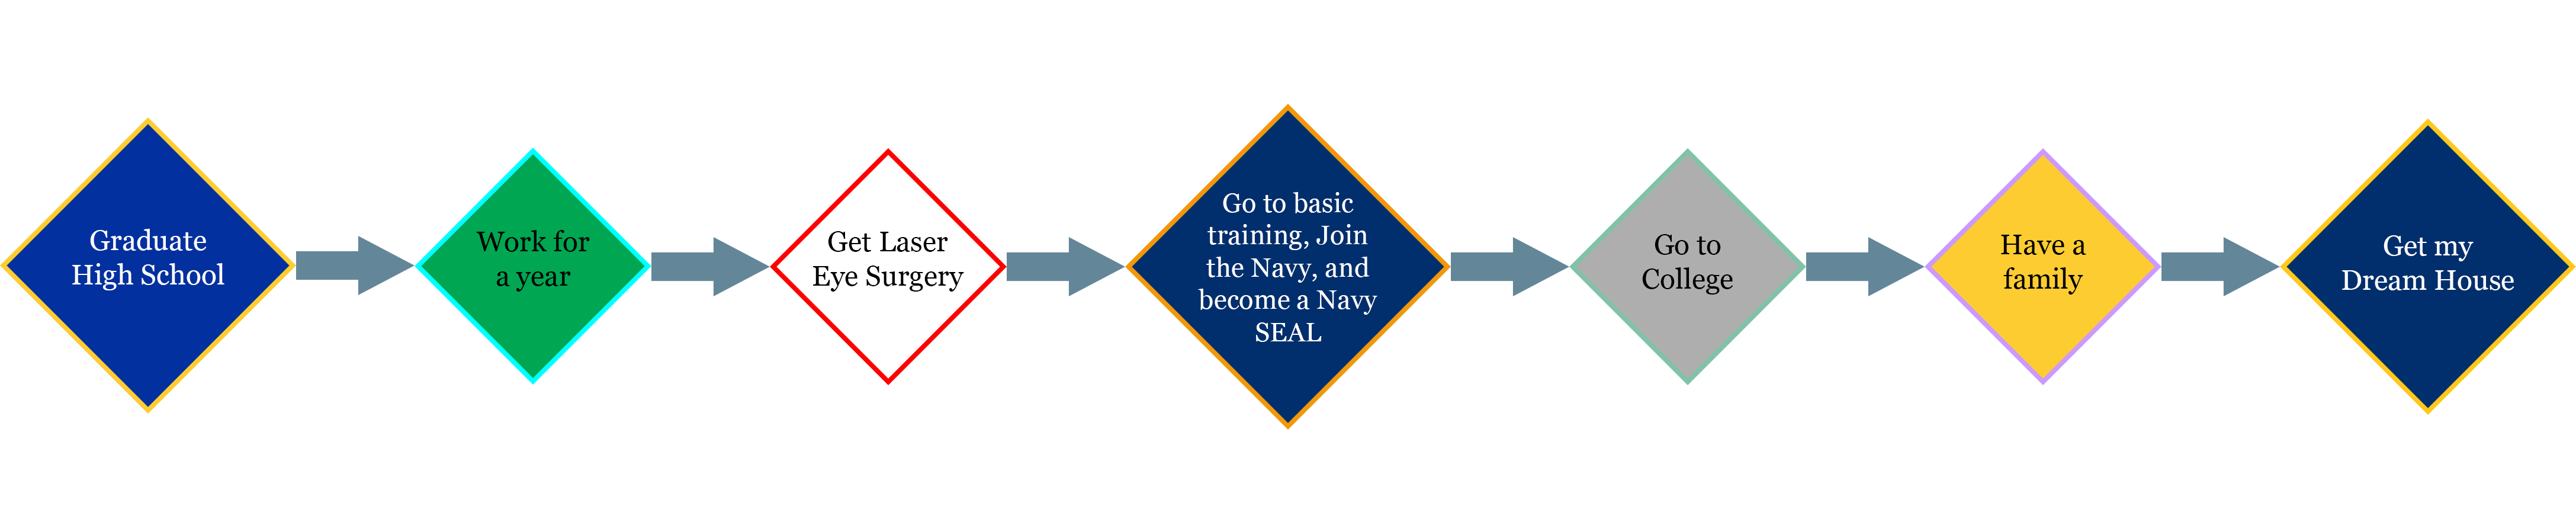 Graduate
High School
Work for
a year
Get Laser
Eye Surgery
Go to basic
training, Join
the Navy, and
become a Navy
SEAL
Go to
College
Have a
family
Get my
Dream House